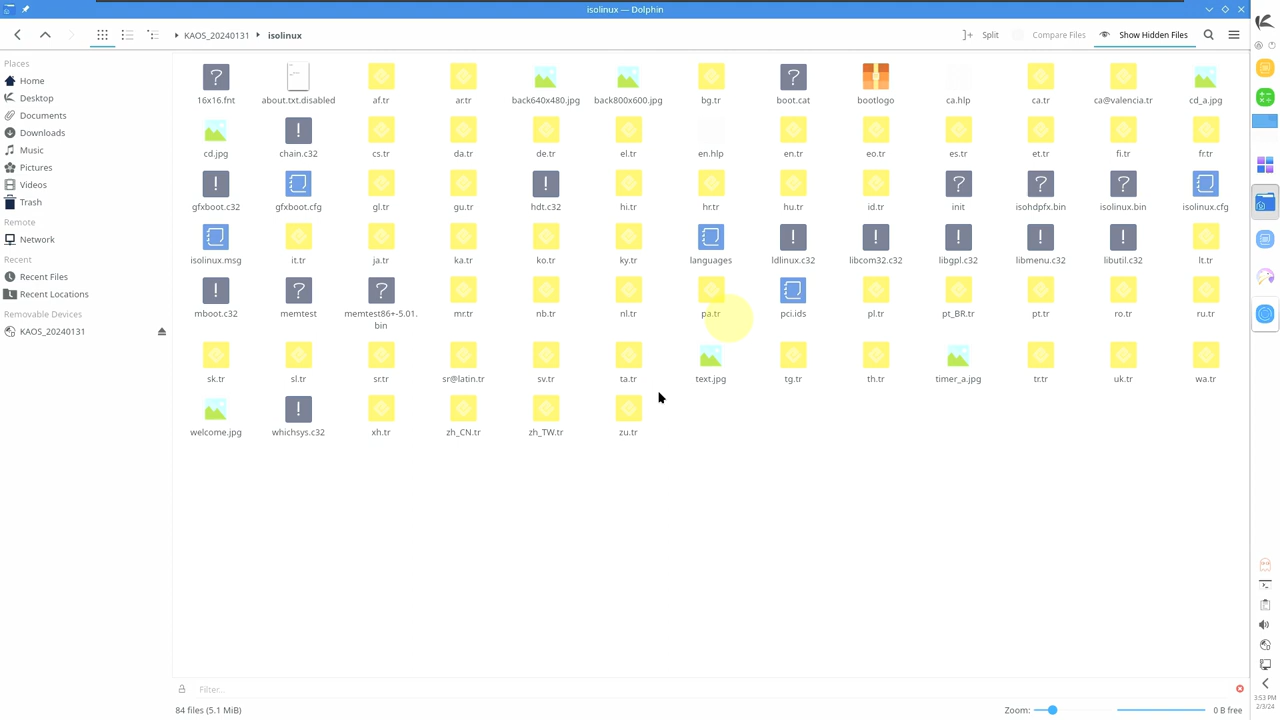 isolinux — Dolphin
KAOS_20240131
isolinux
Split
Compare Files
Show Hidden Files
Places
Home
Desktop
Documents
Downloads
Music
Pictures
Videos
Trash
Remote
Network
Recent
Recent Files
Recent Locations
Removable Devices
KAOS_20240131
16x16.fnt about.txt.disabled af.tr ar.tr back640x480.jpg back800x600.jpg bg.tr boot.cat bootlogo ca.hlp ca.tr ca@valencia.tr cd_a.jpg
cd.jpg chain.c32 cs.tr da.tr de.tr el.tr en.hlp en.tr eo.tr es.tr et.tr fi.tr fr.tr
gfxboot.c32 gfxboot.cfg gl.tr gu.tr hdt.c32 hi.tr hr.tr hu.tr id.tr init isohdpfx.bin isolinux.bin isolinux.cfg
isolinux.msg it.tr ja.tr ka.tr ko.tr ky.tr languages ldlinux.c32 libcom32.c32 libgpl.c32 libmenu.c32 libutil.c32 lt.tr
mboot.c32 memtest memtest86+-5.01.bin mr.tr nb.tr nl.tr pa.tr pci.ids pl.tr pt_BR.tr pt.tr ro.tr ru.tr
sk.tr sl.tr sr.tr sr@latin.tr sv.tr ta.tr text.jpg tg.tr th.tr timer_a.jpg tr.tr uk.tr wa.tr
welcome.jpg whichsys.c32 xh.tr zh_CN.tr zh_TW.tr zu.tr
Filter...
84 files (5.1 MiB)
Zoom:
0 B free
3:53 PM
2/3/24